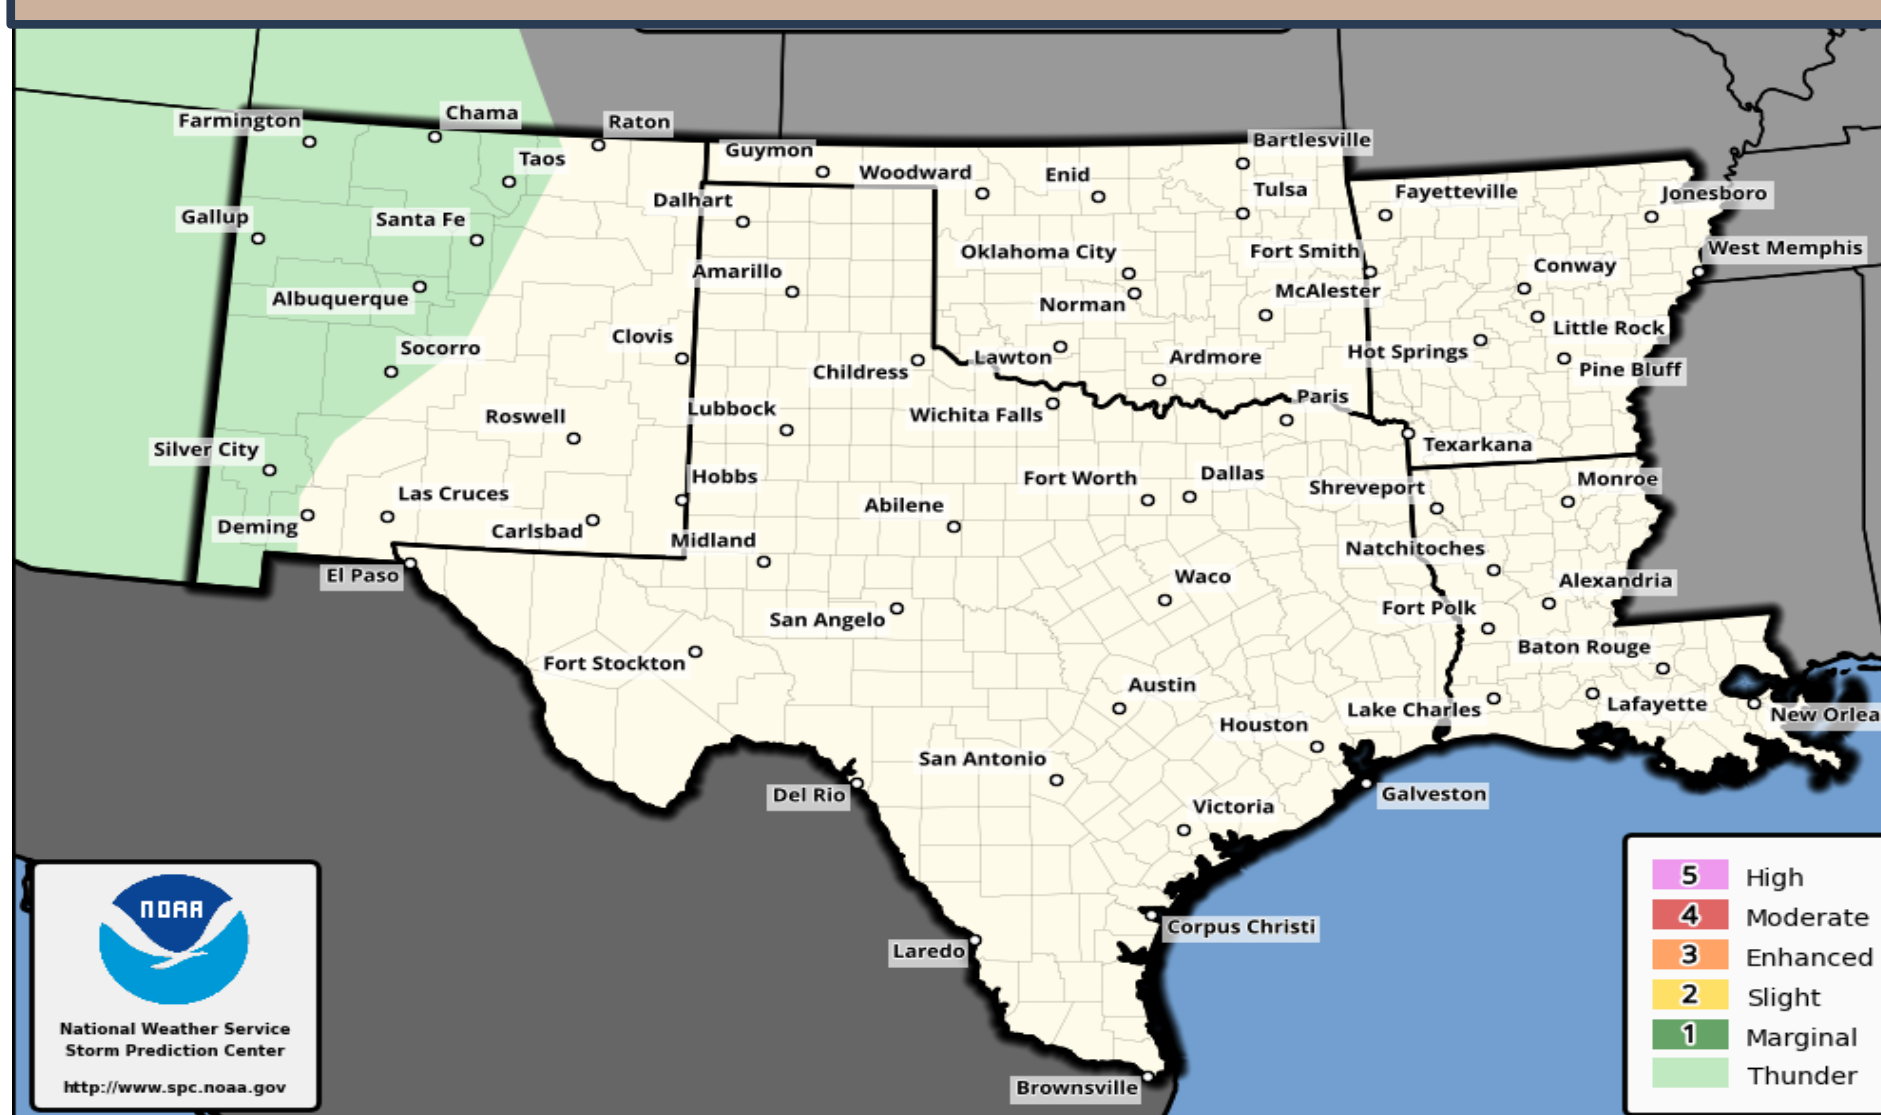 Farmington
Chama
Raton
Taos
Guymon
Woodward
Enid
Bartlesville
Tulsa
Fayetteville
Jonesboro
Dalhart
Gallup
Santa Fe
Oklahoma City
Fort Smith
West Memphis
Conway
Amarillo
Albuquerque
Norman
McAlester
Little Rock
Clovis
Socorro
Childress
Lawton
Ardmore
Hot Springs
Pine Bluff
Paris
Lubbock
Roswell
Wichita Falls
Silver City
Texarkana
Hobbs
Fort Worth
Dallas
Shreveport
Monroe
Las Cruces
Abilene
Deming
Carlsbad
Midland
Natchitoches
El Paso
Waco
Alexandria
San Angelo
Fort Polk
Baton Rouge
Fort Stockton
Austin
Lake Charles
Lafayette
New Orlea
Houston
San Antonio
Del Rio
Galveston
Victoria
Corpus Christi
Laredo
Brownsville
NOAA
National Weather Service
Storm Prediction Center
http://www.spc.noaa.gov
5 High
4 Moderate
3 Enhanced
2 Slight
1 Marginal
Thunder